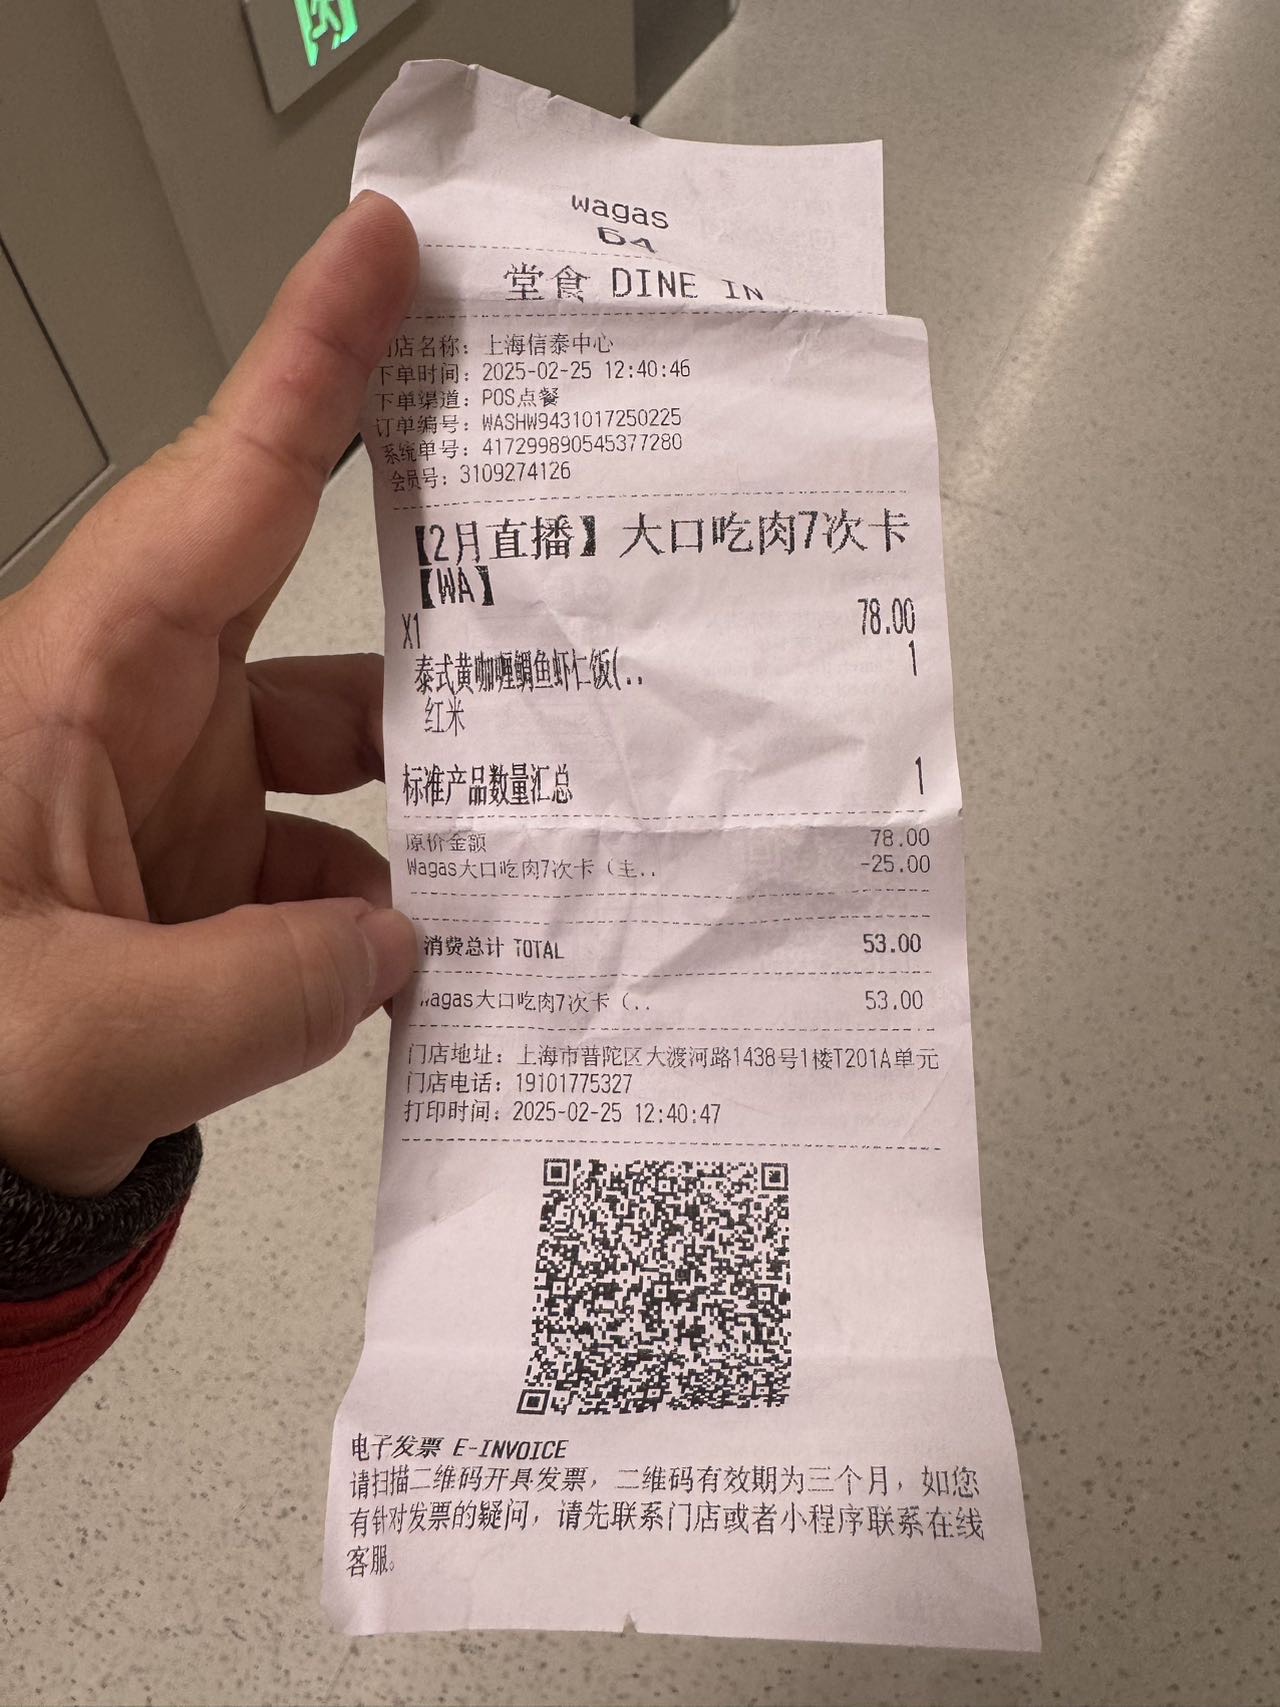 wagas
64
堂食 DINE IN
门店名称：上海信泰中心
下单时间：2025-02-25 12:40:46
下单渠道：POS点餐
订单编号：WASHW9431017250225
系统单号：417299890545377280
会员号：3109274126
【2月直播】大口吃肉7次卡
【WA】
X1 78.00
泰式黄咖喱鲷鱼虾仁饭(.. 1
红米
标准产品数量汇总 1
原价金额 78.00
Wagas大口吃肉7次卡（主.. -25.00
消费总计 TOTAL 53.00
Wagas大口吃肉7次卡（.. 53.00
门店地址：上海市普陀区大渡河路1438号1楼T201A单元
门店电话：19101775327
打印时间：2025-02-25 12:40:47
电子发票 E-INVOICE
请扫描二维码开具发票，二维码有效期为三个月，如您
有针对发票的疑问，请先联系门店或者小程序联系在线
客服。